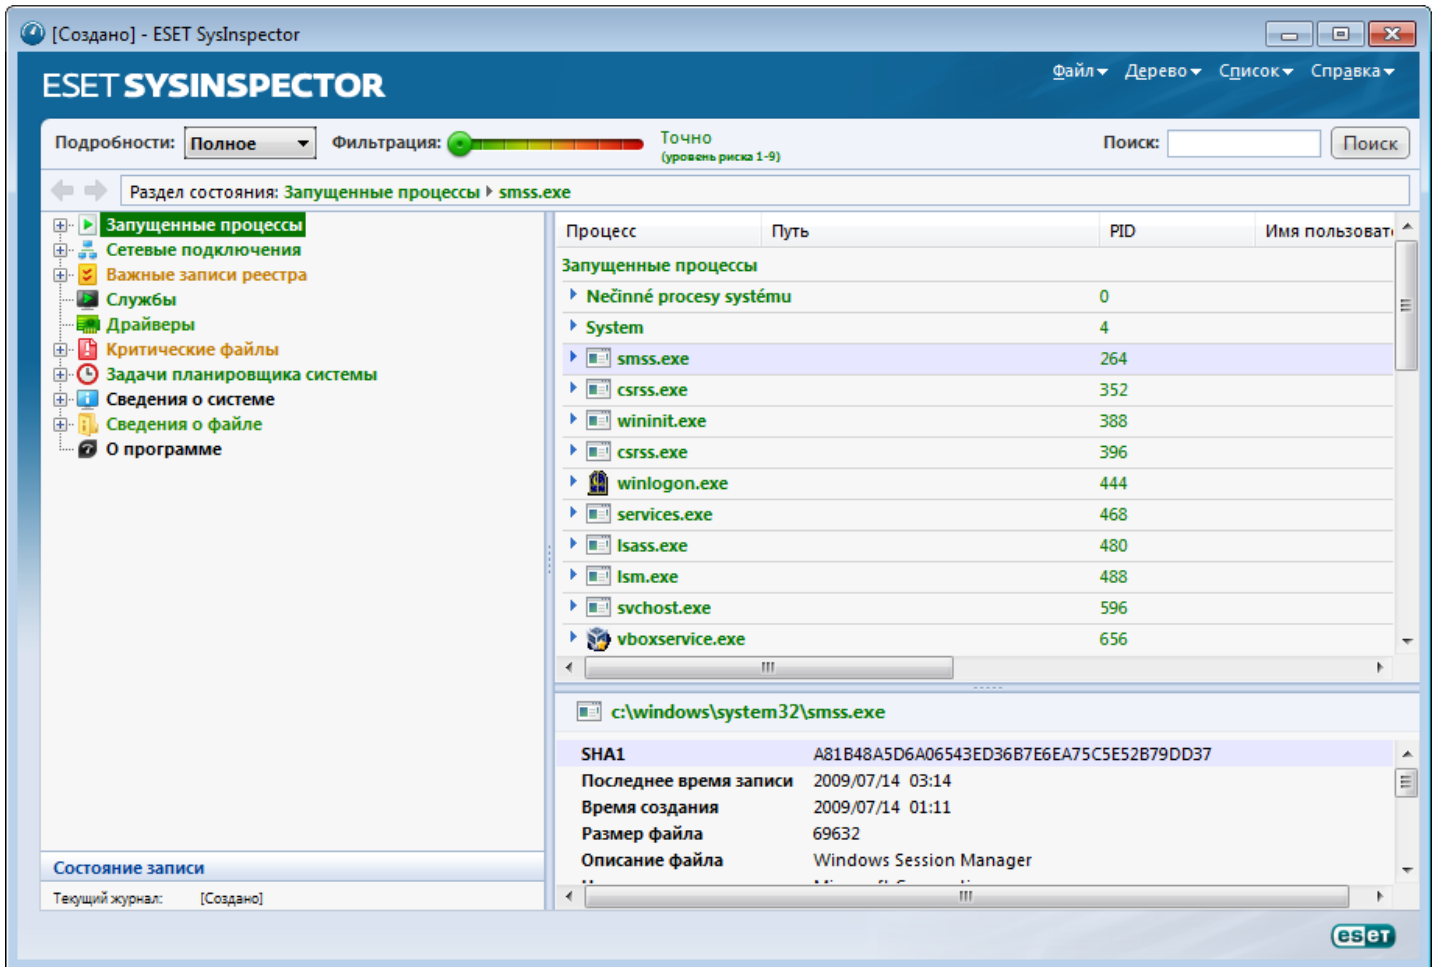 [Создано] - ESET SysInspector
ESET SYSINSPECTOR
Файл Дерево Список Справка
Подробности: Полное Фильтрация: Точно (уровень риска 1-9) Поиск: Поиск
Раздел состояния: Запущенные процессы smss.exe
Запущенные процессы
Сетевые подключения
Важные записи реестра
Службы
Драйверы
Критические файлы
Задачи планировщика системы
Сведения о системе
Сведения о файле
О программе
Процесс Путь PID Имя пользоват
Запущенные процессы
Nečinné procesy systému 0
System 4
smss.exe 264
csrss.exe 352
wininit.exe 388
csrss.exe 396
winlogon.exe 444
services.exe 468
lsass.exe 480
lsm.exe 488
svchost.exe 596
vboxservice.exe 656
c:\windows\system32\smss.exe
SHA1 A81B48A5D6A06543ED36B7E6EA75C5E52B79DD37
Последнее время записи 2009/07/14 03:14
Время создания 2009/07/14 01:11
Размер файла 69632
Описание файла Windows Session Manager
Состояние записи
Текущий журнал: [Создано]
eseT